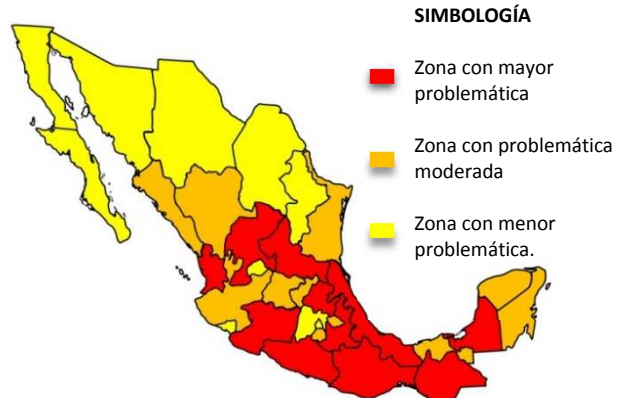 SIMBOLOGÍA
Zona con mayor
problemática
Zona con problemática
moderada
Zona con menor
problemática.